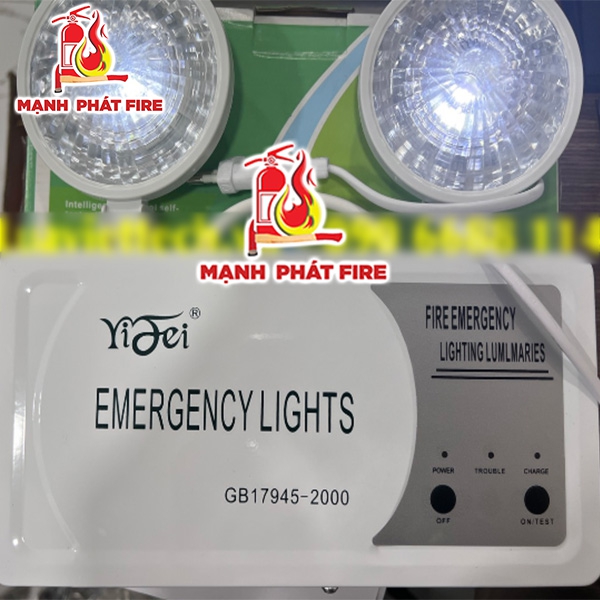 MẠNH PHÁT FIRE
MẠNH PHÁT FIRE
YiFei®
FIRE EMERGENCY
LIGHTING LUMLMARIES
EMERGENCY LIGHTS
GB17945-2000
POWER TROUBLE CHARGE
OFF ON/TEST